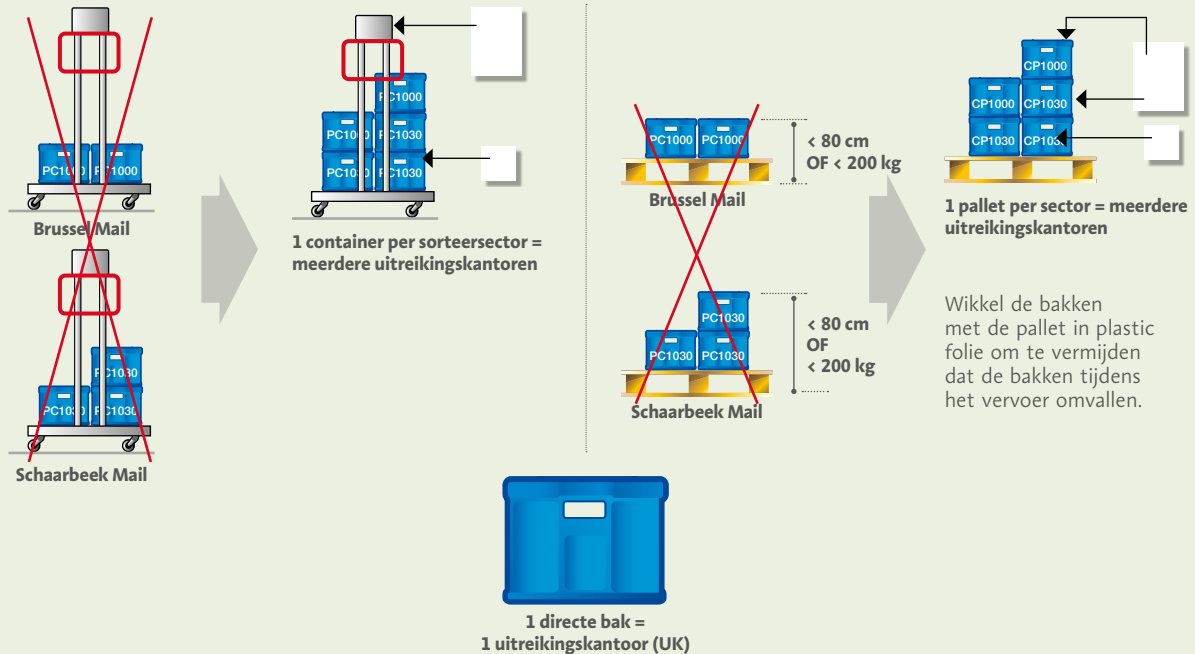 PC1000
PC1000
Brussel Mail
PC1030
PC1030
PC1030
Schaarbeek Mail
PC1000
PC1000
PC1030
PC1030
PC1030
1 container per sorteersector =
meerdere uitreikingskantoren
PC1000
PC1000
< 80 cm
OF < 200 kg
Brussel Mail
PC1030
PC1030
PC1030
< 80 cm
OF
< 200 kg
Schaarbeek Mail
CP1000
CP1000
CP1030
CP1030
CP1030
1 pallet per sector = meerdere
uitreikingskantoren
Wikkel de bakken
met de pallet in plastic
folie om te vermijden
dat de bakken tijdens
het vervoer omvallen.
1 directe bak =
1 uitreikingskantoor (UK)